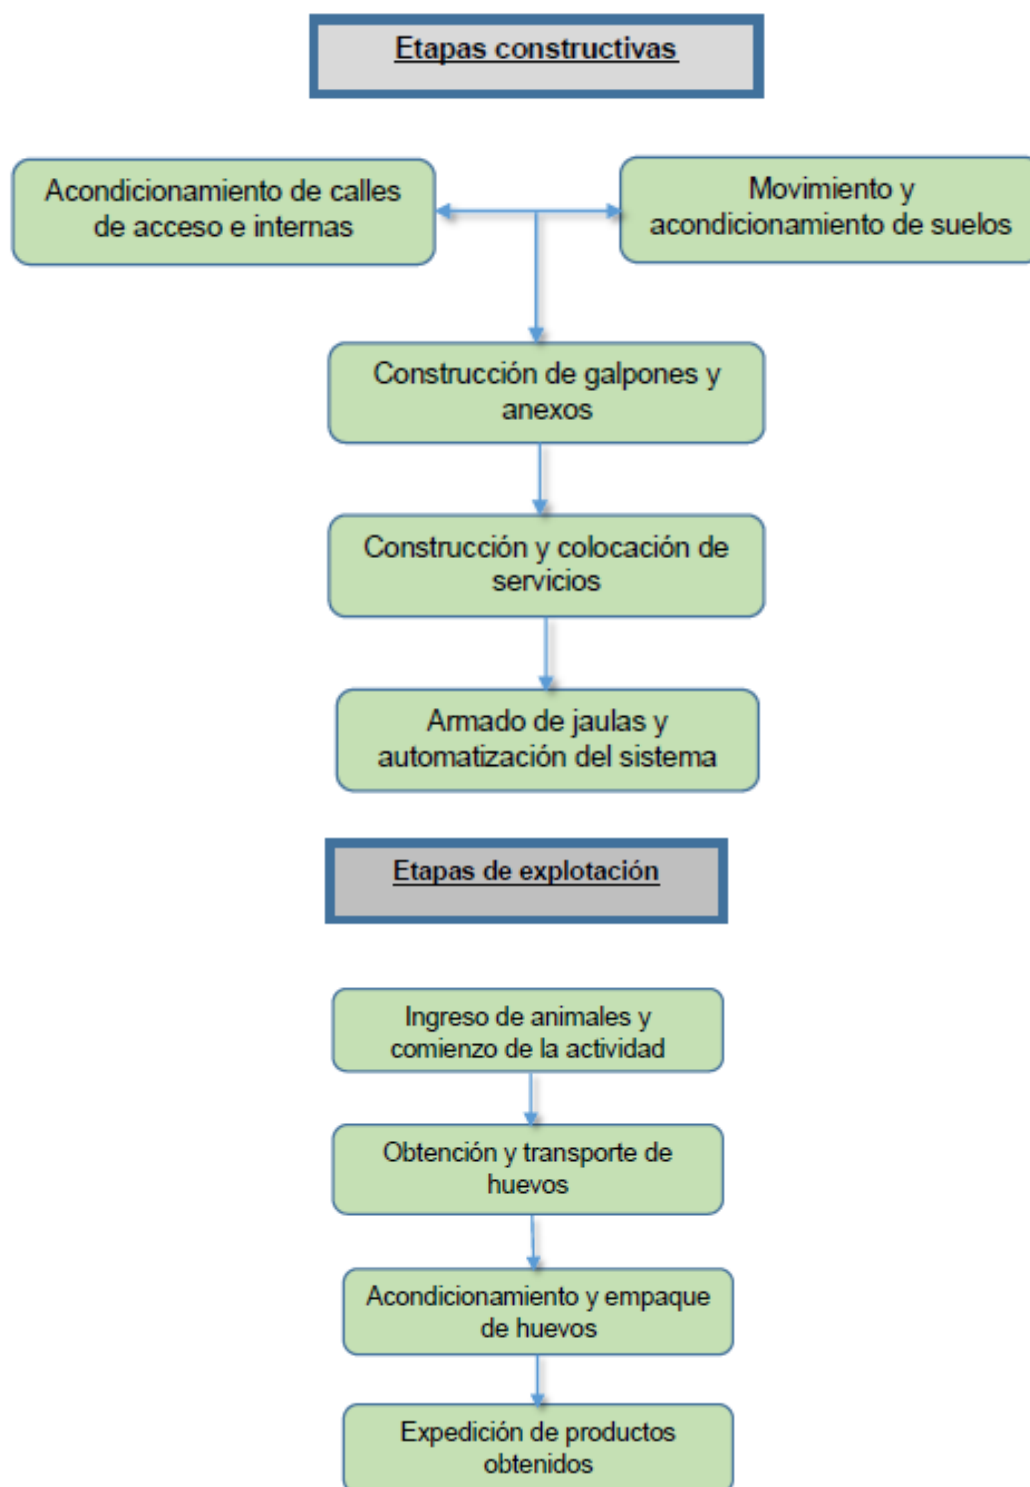 Etapas constructivas
Acondicionamiento de calles
de acceso e internas
Movimiento y
acondicionamiento de suelos
Construcción de galpones y
anexos
Construcción y colocación de
servicios
Armado de jaulas y
automatización del sistema
Etapas de explotación
Ingreso de animales y
comienzo de la actividad
Obtención y transporte de
huevos
Acondicionamiento y empaque
de huevos
Expedición de productos
obtenidos